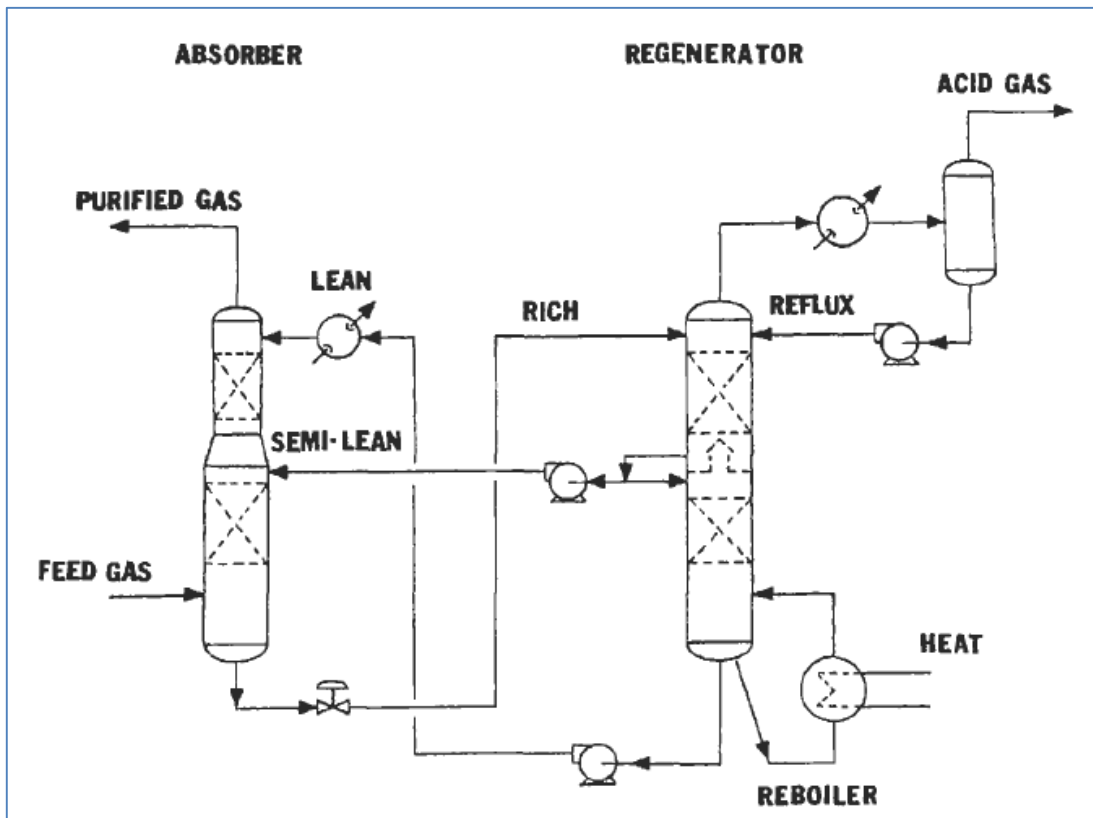 ABSORBER
REGENERATOR
ACID GAS
PURIFIED GAS
LEAN
RICH
REFLUX
SEMI-LEAN
FEED GAS
HEAT
REBOILER